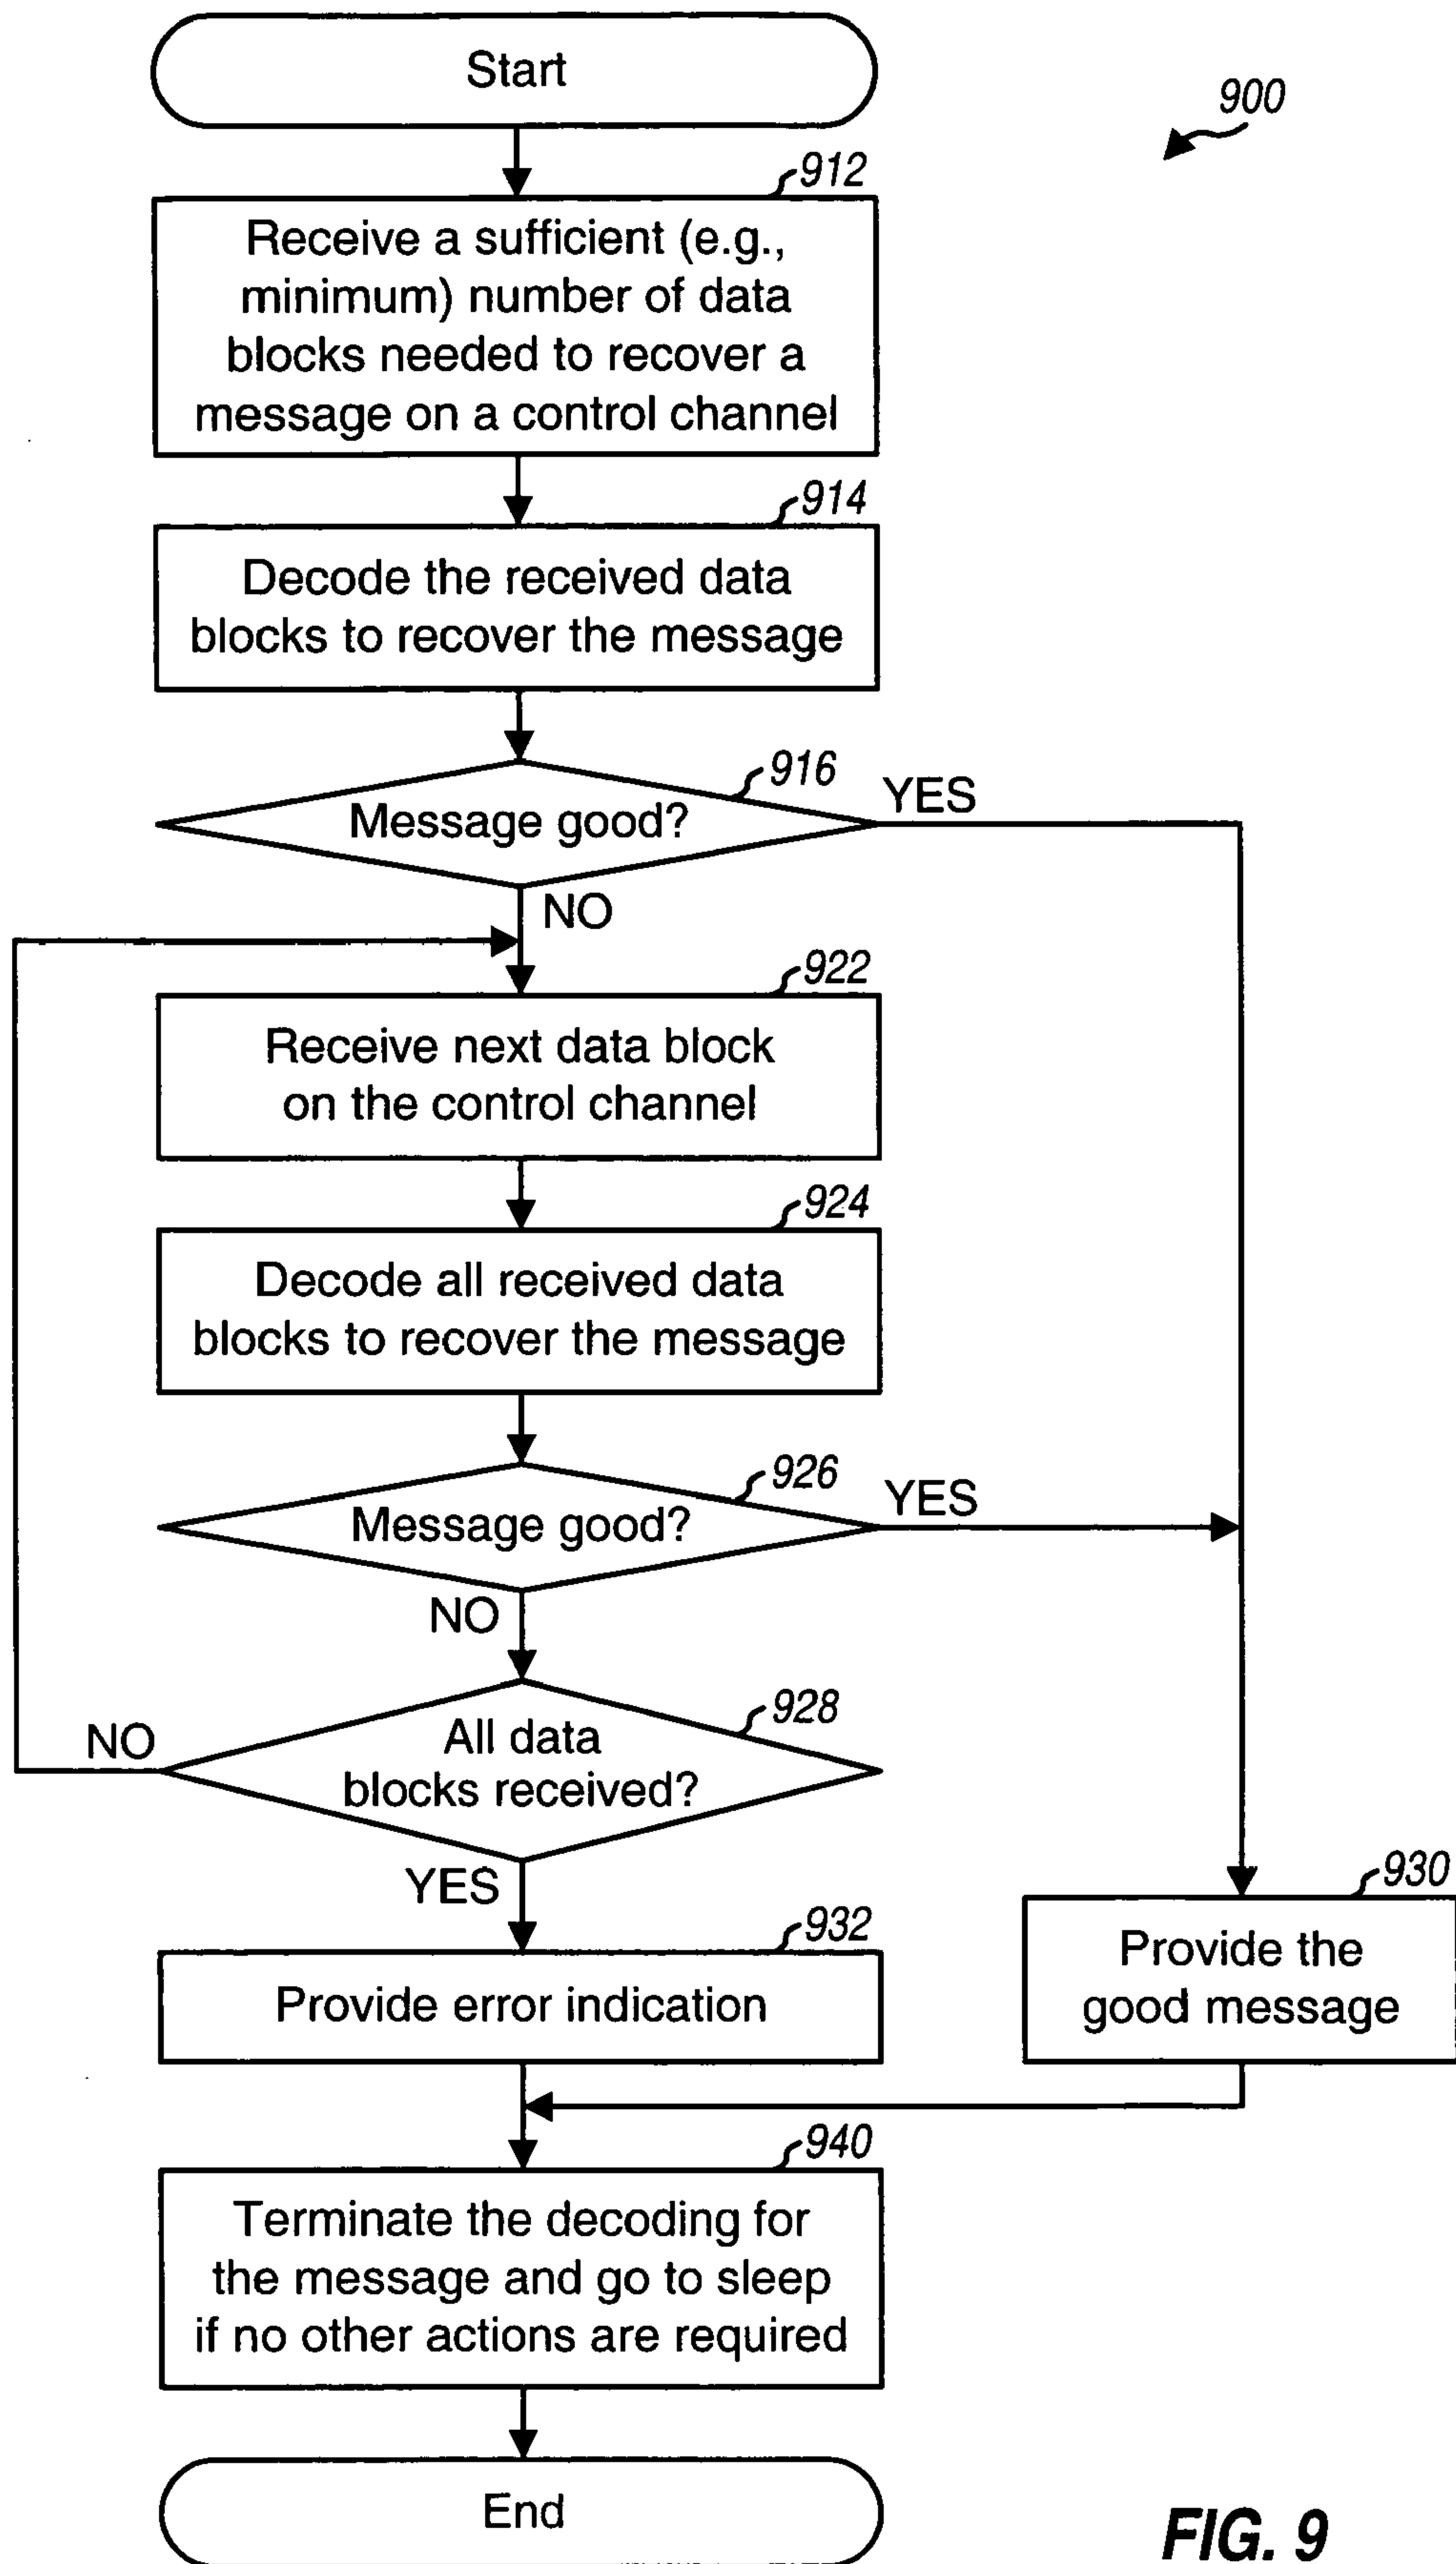 Start
900
912
Receive a sufficient (e.g.,
minimum) number of data
blocks needed to recover a
message on a control channel
914
Decode the received data
blocks to recover the message
916
Message good?
YES
NO
922
Receive next data block
on the control channel
924
Decode all received data
blocks to recover the message
926
Message good?
YES
NO
928
All data
blocks received?
NO
YES
930
Provide the
good message
932
Provide error indication
940
Terminate the decoding for
the message and go to sleep
if no other actions are required
End
FIG. 9